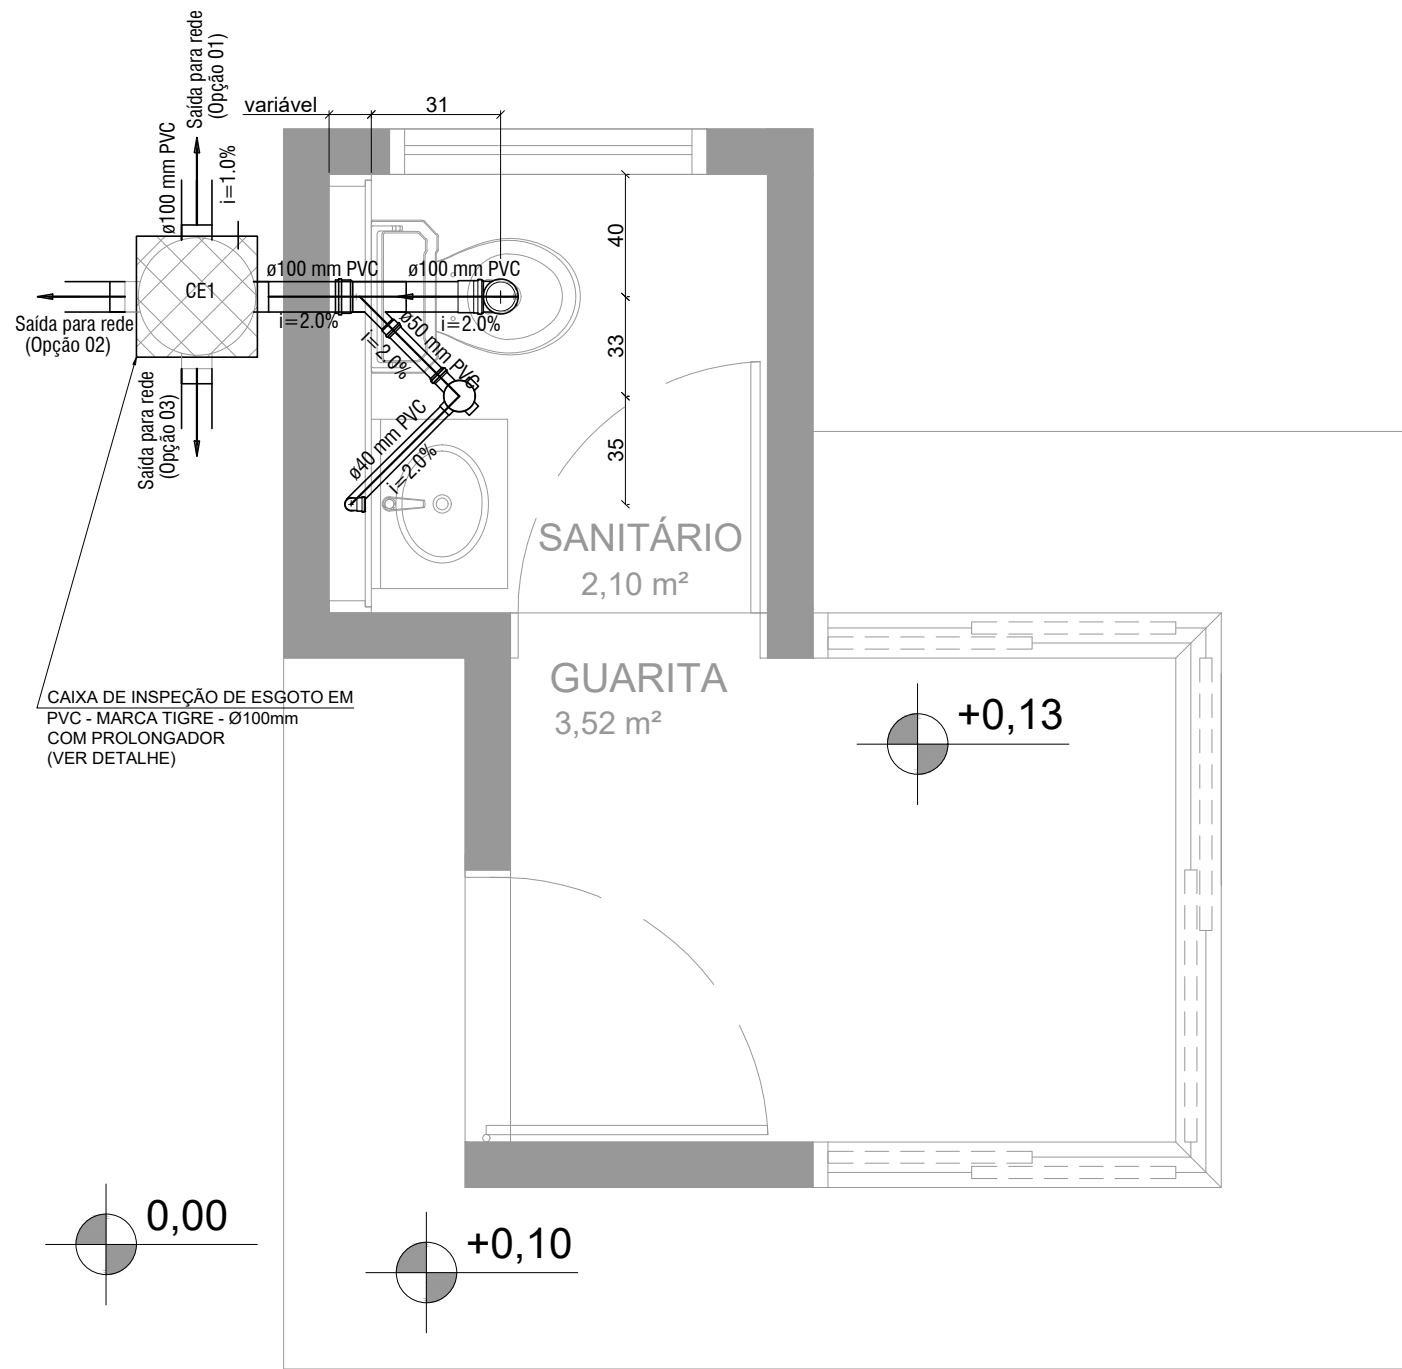 Saída para rede
(Opção 01)
variável
31
ø100 mm PVC
i=1.0%
40
ø100 mm PVC
ø100 mm PVC
CE1
i=2.0%
i=2.0%
Saída para rede
(Opção 02)
ø50 mm PVC
i=2.0%
33
Saída para rede
(Opção 03)
ø40 mm PVC
i=2.0%
35
SANITÁRIO
2,10 m²
GUARITA
3,52 m²
CAIXA DE INSPEÇÃO DE ESGOTO EM
PVC - MARCA TIGRE - Ø100mm
COM PROLONGADOR
(VER DETALHE)
+0,13
0,00
+0,10